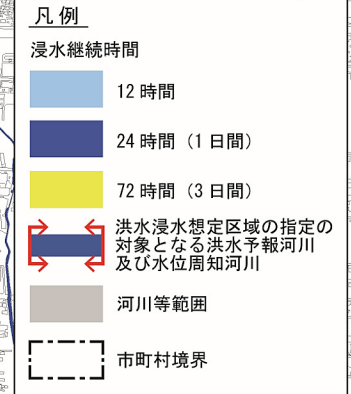 凡例
浸水継続時間
12 時間
24 時間（1 日間）
72 時間（3 日間）
洪水浸水想定区域の指定の
対象となる洪水予報河川
及び水位周知河川
河川等範囲
市町村境界